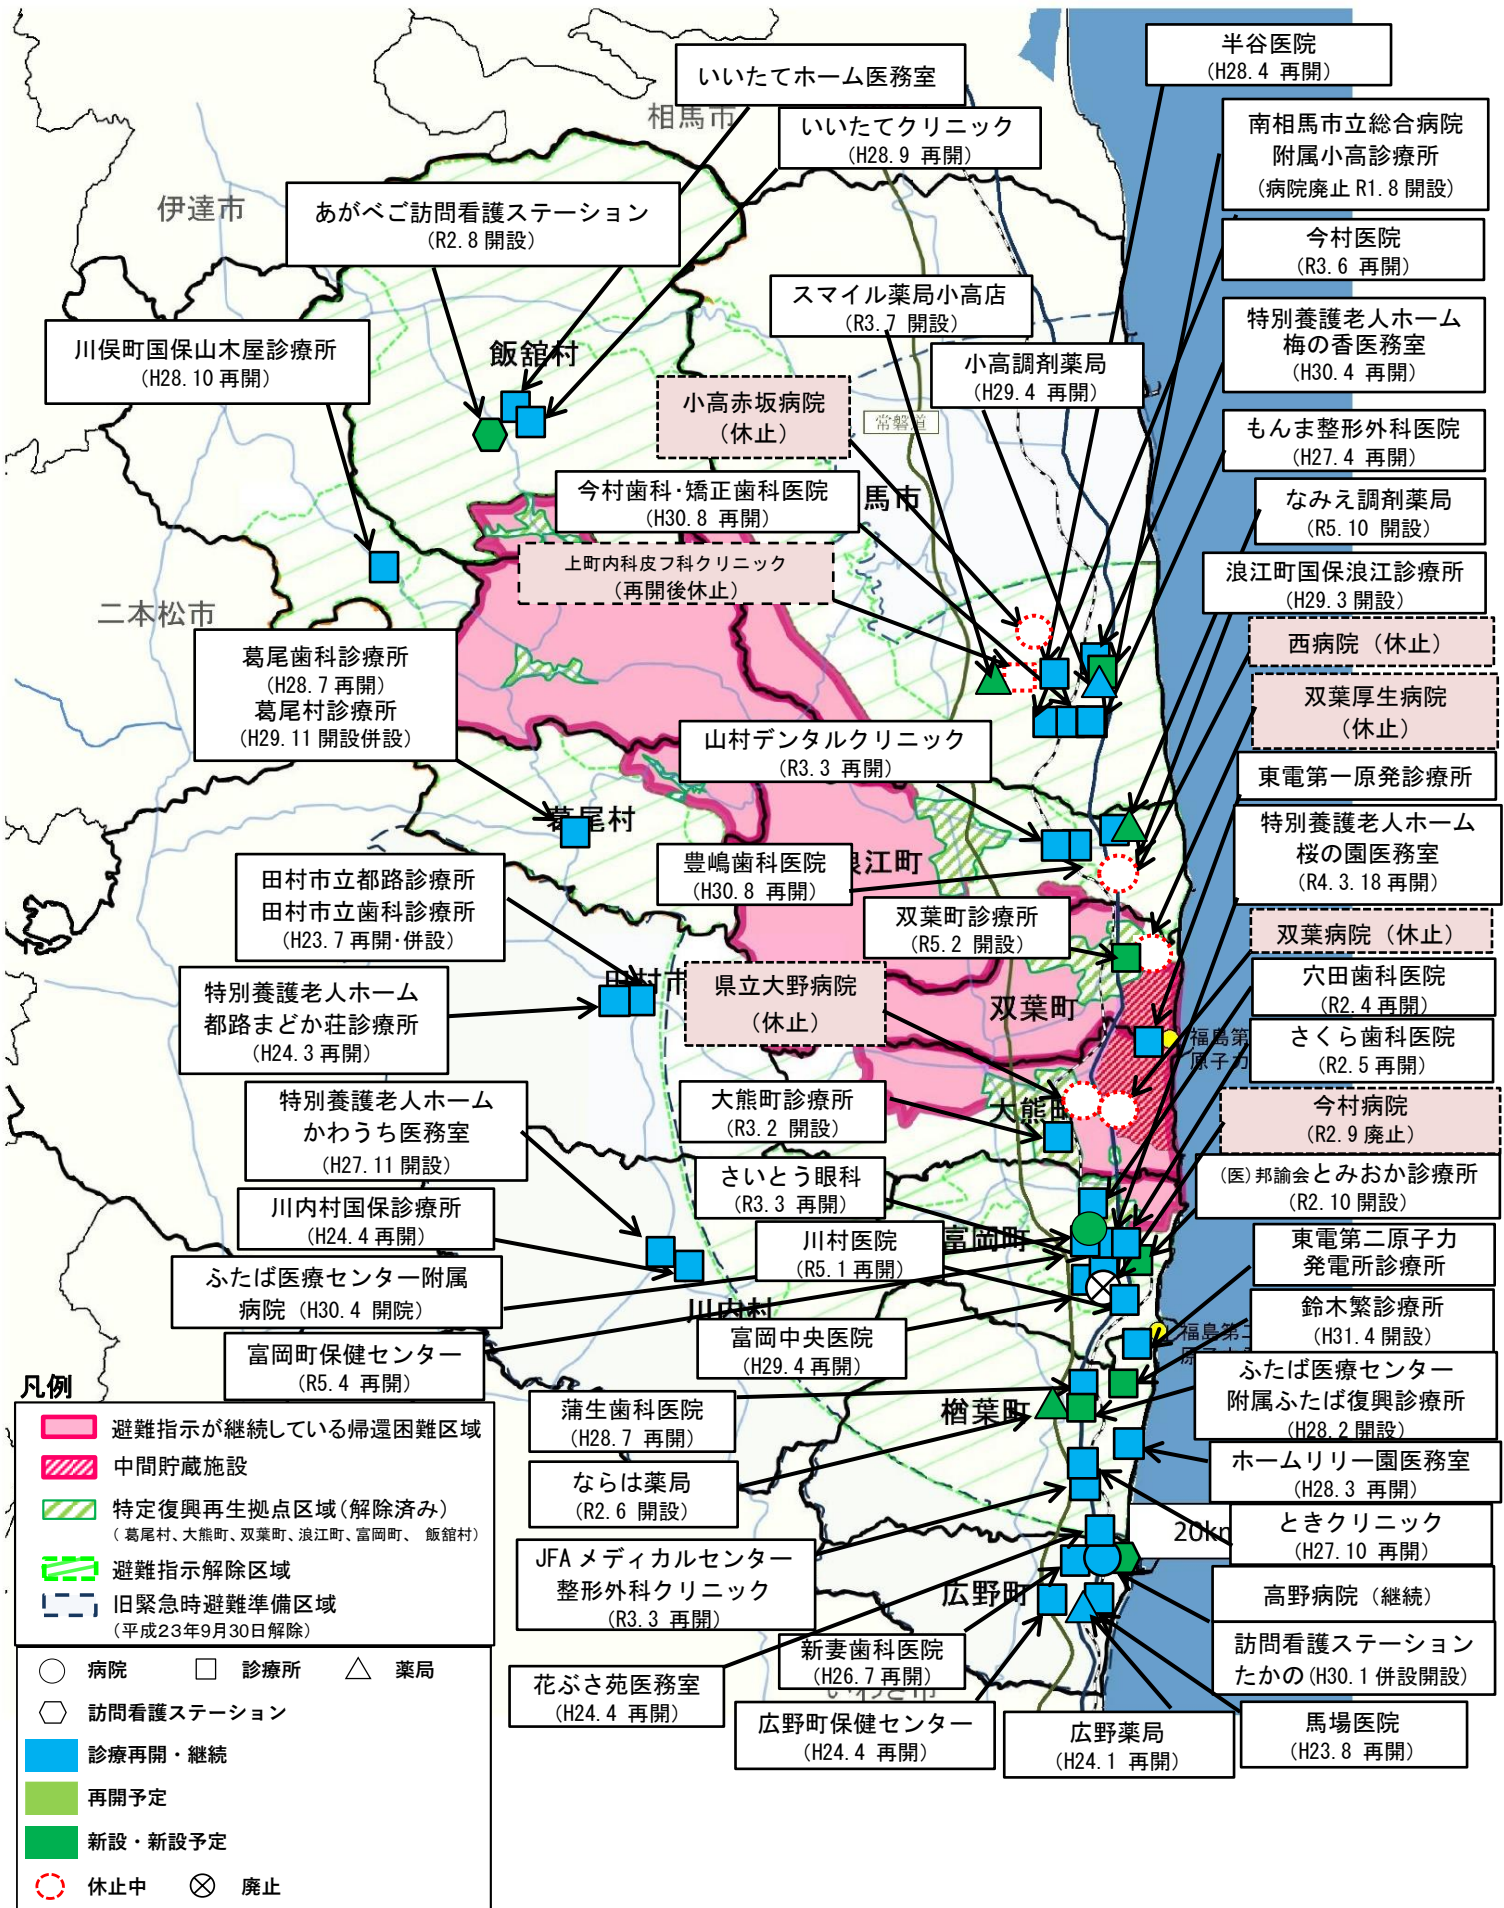 半谷医院
(H28.4 再開)
いいたてホーム医務室
相馬市
いいたてクリニック
(H28.9 再開)
南相馬市立総合病院
附属小高診療所
(病院廃止 R1.8 開設)
伊達市
あがべご訪問看護ステーション
(R2.8 開設)
今村医院
(R3.6 再開)
スマイル薬局小高店
(R3.7 開設)
特別養護老人ホーム
梅の香医務室
(H30.4 再開)
川俣町国保山木屋診療所
(H28.10 再開)
飯舘村
小高調剤薬局
(H29.4 再開)
小高赤坂病院
(休止)
常磐道
もんま整形外科医院
(H27.4 再開)
今村歯科・矯正歯科医院
(H30.8 再開)
馬市
なみえ調剤薬局
(R5.10 開設)
上町内科皮フ科クリニック
(再開後休止)
浪江町国保浪江診療所
(H29.3 開設)
二本松市
葛尾歯科診療所
(H28.7 再開)
葛尾村診療所
(H29.11 開設併設)
西病院 (休止)
双葉厚生病院
(休止)
山村デンタルクリニック
(R3.3 再開)
東電第一原発診療所
葛尾村
特別養護老人ホーム
桜の園医務室
(R4.3.18 再開)
豊嶋歯科医院
(H30.8 再開)
浪江町
田村市立都路診療所
田村市立歯科診療所
(H23.7 再開・併設)
双葉町診療所
(R5.2 開設)
双葉病院 (休止)
田村市
特別養護老人ホーム
都路まどか荘診療所
(H24.3 再開)
県立大野病院
(休止)
双葉町
穴田歯科医院
(R2.4 再開)
福島第
原子力
さくら歯科医院
(R2.5 再開)
特別養護老人ホーム
かわうち医務室
(H27.11 開設)
大熊町診療所
(R3.2 開設)
大熊町
今村病院
(R2.9 廃止)
さいとう眼科
(R3.3 再開)
(医)邦諭会とみおか診療所
(R2.10 開設)
川内村国保診療所
(H24.4 再開)
川村医院
(R5.1 再開)
富岡町
東電第二原子力
発電所診療所
ふたば医療センター附属
病院 (H30.4 開院)
川内村
鈴木繁診療所
(H31.4 開設)
富岡町保健センター
(R5.4 再開)
富岡中央医院
(H29.4 再開)
福島第二
原子力
ふたば医療センター
附属ふたば復興診療所
(H28.2 開設)
凡例
避難指示が継続している帰還困難区域
中間貯蔵施設
特定復興再生拠点区域(解除済み)
(葛尾村、大熊町、双葉町、浪江町、富岡町、 飯舘村)
避難指示解除区域
旧緊急時避難準備区域
(平成23年9月30日解除)
蒲生歯科医院
(H28.7 再開)
楢葉町
ならは薬局
(R2.6 開設)
ホームリリー園医務室
(H28.3 再開)
20km
ときクリニック
(H27.10 再開)
JFA メディカルセンター
整形外科クリニック
(R3.3 再開)
広野町
高野病院 (継続)
新妻歯科医院
(H26.7 再開)
訪問看護ステーション
たかの(H30.1 併設開設)
花ぶさ苑医務室
(H24.4 再開)
いわき市
広野町保健センター
(H24.4 再開)
広野薬局
(H24.1 再開)
馬場医院
(H23.8 再開)
病院 診療所 薬局
訪問看護ステーション
診療再開・継続
再開予定
新設・新設予定
休止中 廃止